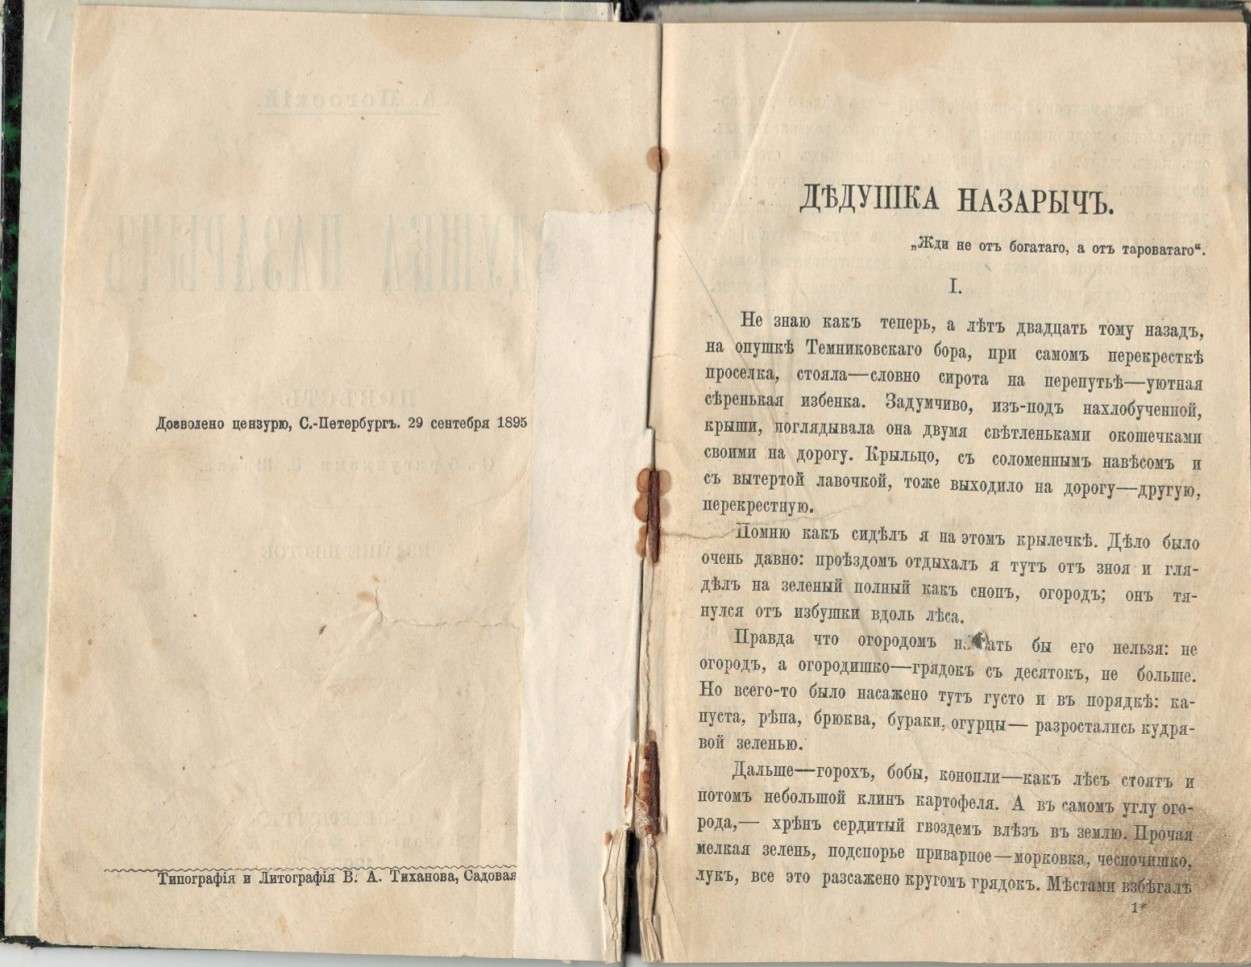 Дозволено цензурю, С.-Петербургъ. 29 сентебря 1895
Типографія и Литографія В. А. Тиханова, Садовая
ДѢДУШКА НАЗАРЫЧЪ.
„Жди не отъ богатаго, а отъ тароватаго“.
I.
Не знаю какъ теперь, а лѣтъ двадцать тому назадъ,
на опушкѣ Темниковскаго бора, при самомъ перекресткѣ
проселка, стояла—словно сирота на перепутьѣ—уютная
сѣренькая избенка. Задумчиво, изъ-подъ нахлобученной,
крыши, поглядывала она двумя свѣтленьками окошечками
своими на дорогу. Крыльцо, съ соломеннымъ навѣсомъ и
съ вытертой лавочкой, тоже выходило на дорогу—другую,
перекрестную.
Помню какъ сидѣлъ я на этомъ крылечкѣ. Дѣло было
очень давно: проѣздомъ отдыхалъ я тутъ отъ зноя и гля-
дѣлъ на зеленый полный какъ снопъ, огородъ; онъ тя-
нулся отъ избушки вдоль лѣса.
Правда что огородомъ бы его нельзя: не
огородъ, а огородишко—грядокъ съ десятокъ, не больше.
Но всего-то было насажено тутъ густо и въ порядкѣ: ка-
пуста, рѣпа, брюква, бураки, огурцы— разростались кудря-
вой зеленью.
Дальше—горохъ, бобы, конопли—какъ лѣсъ стоятъ и
потомъ небольшой клинъ картофеля. А въ самомъ углу ого-
рода,— хрѣнъ сердитый гвоздемъ влѣзъ въ землю. Прочая
мелкая зелень, подспорье приварное—морковка, чесночишко,
лукъ, все это разсажено кругомъ грядокъ. Мѣстами взбѣгалъ
1*